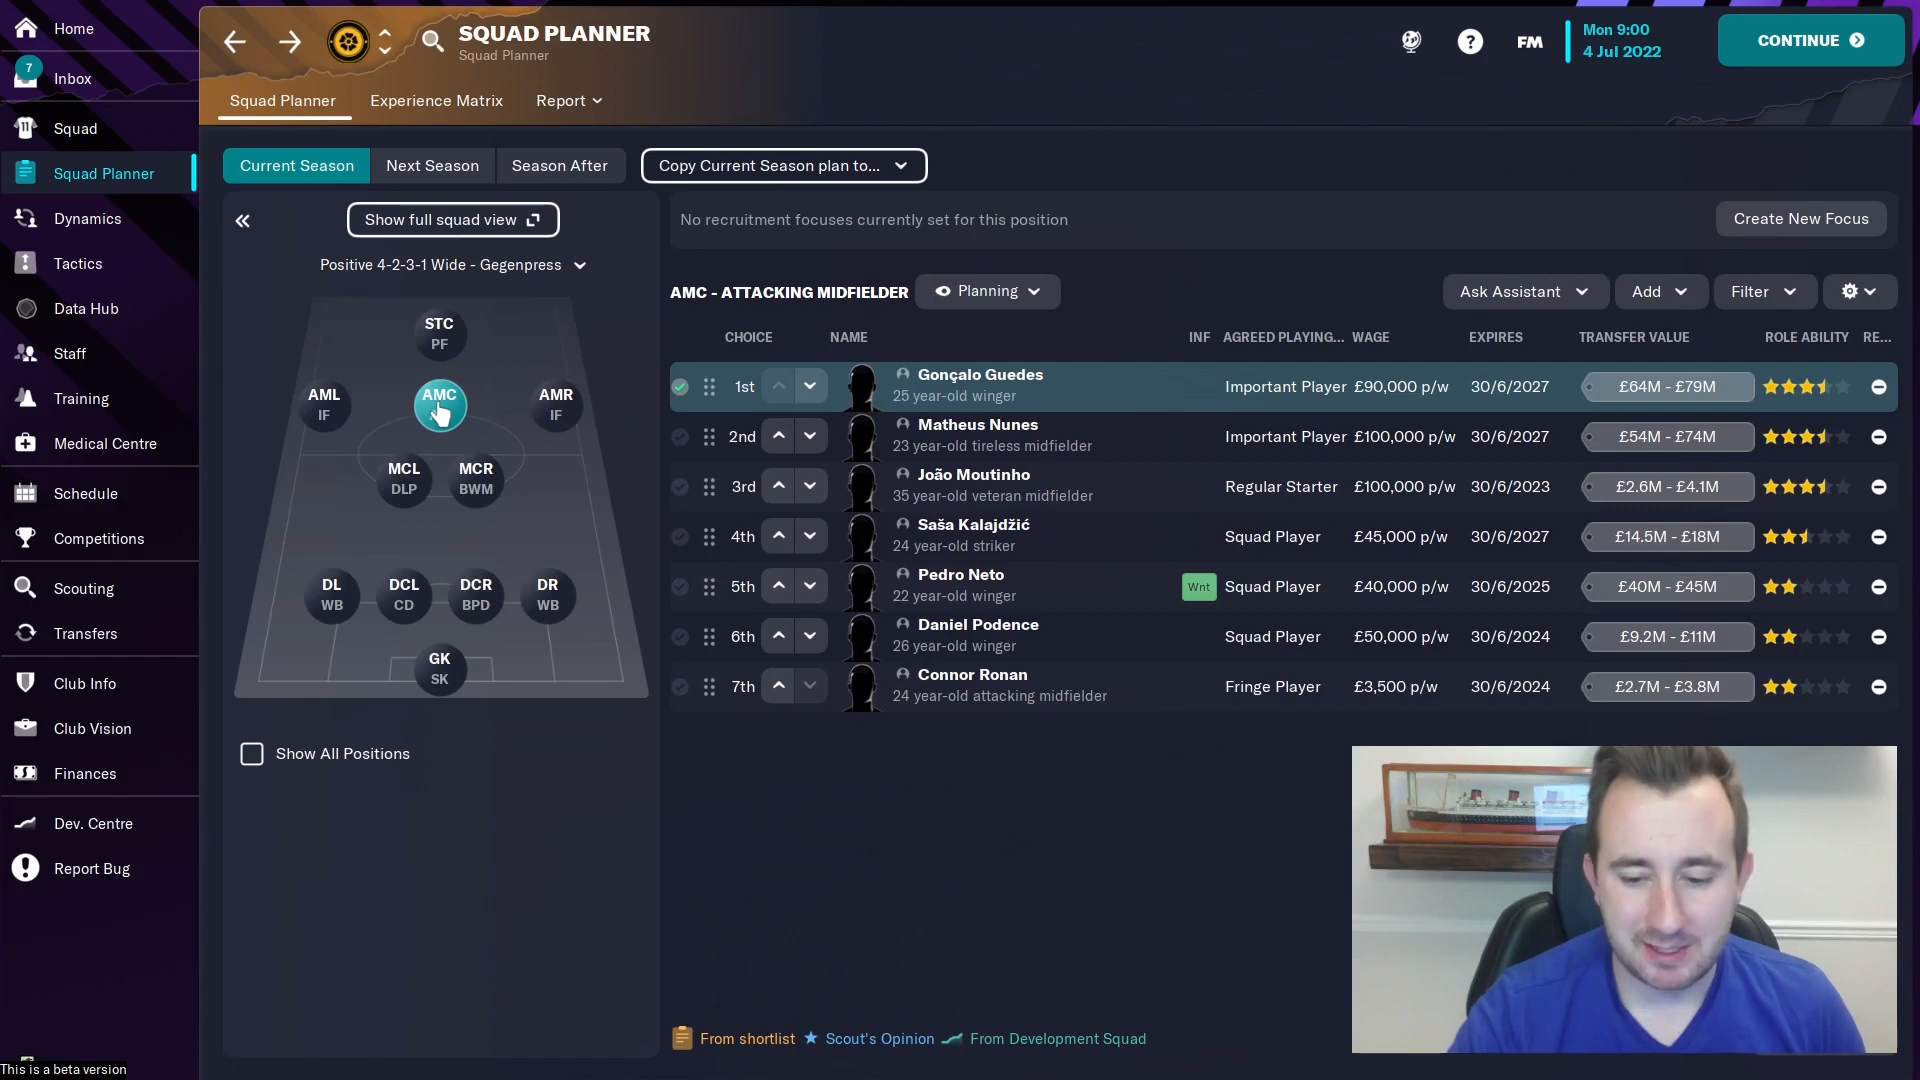 Home
7
Inbox
11
Squad
Squad Planner
Dynamics
Tactics
Data Hub
Staff
Training
Medical Centre
Schedule
Competitions
Scouting
Transfers
Club Info
Club Vision
Finances
Dev. Centre
Report Bug
This is a beta version
SQUAD PLANNER
Squad Planner
?
FM
Mon 9:00
4 Jul 2022
CONTINUE
Squad Planner
Experience Matrix
Report
Current Season
Next Season
Season After
Copy Current Season plan to...
Show full squad view
Positive 4-2-3-1 Wide - Gegenpress
STC
PF
AML
IF
AMC
AMR
IF
MCL
DLP
MCR
BWM
DL
WB
DCL
CD
DCR
BPD
DR
WB
GK
SK
Show All Positions
No recruitment focuses currently set for this position
Create New Focus
AMC - ATTACKING MIDFIELDER
Planning
Ask Assistant
Add
Filter
CHOICE NAME INF AGREED PLAYING... WAGE EXPIRES TRANSFER VALUE ROLE ABILITY RE...
1st Gonçalo Guedes Important Player £90,000 p/w 30/6/2027 £64M - £79M
25 year-old winger
2nd Matheus Nunes Important Player £100,000 p/w 30/6/2027 £54M - £74M
23 year-old tireless midfielder
3rd João Moutinho Regular Starter £100,000 p/w 30/6/2023 £2.6M - £4.1M
35 year-old veteran midfielder
4th Saša Kalajdžić Squad Player £45,000 p/w 30/6/2027 £14.5M - £18M
24 year-old striker
5th Pedro Neto Wnt Squad Player £40,000 p/w 30/6/2025 £40M - £45M
22 year-old winger
6th Daniel Podence Squad Player £50,000 p/w 30/6/2024 £9.2M - £11M
26 year-old winger
7th Connor Ronan Fringe Player £3,500 p/w 30/6/2024 £2.7M - £3.8M
24 year-old attacking midfielder
From shortlist Scout's Opinion From Development Squad